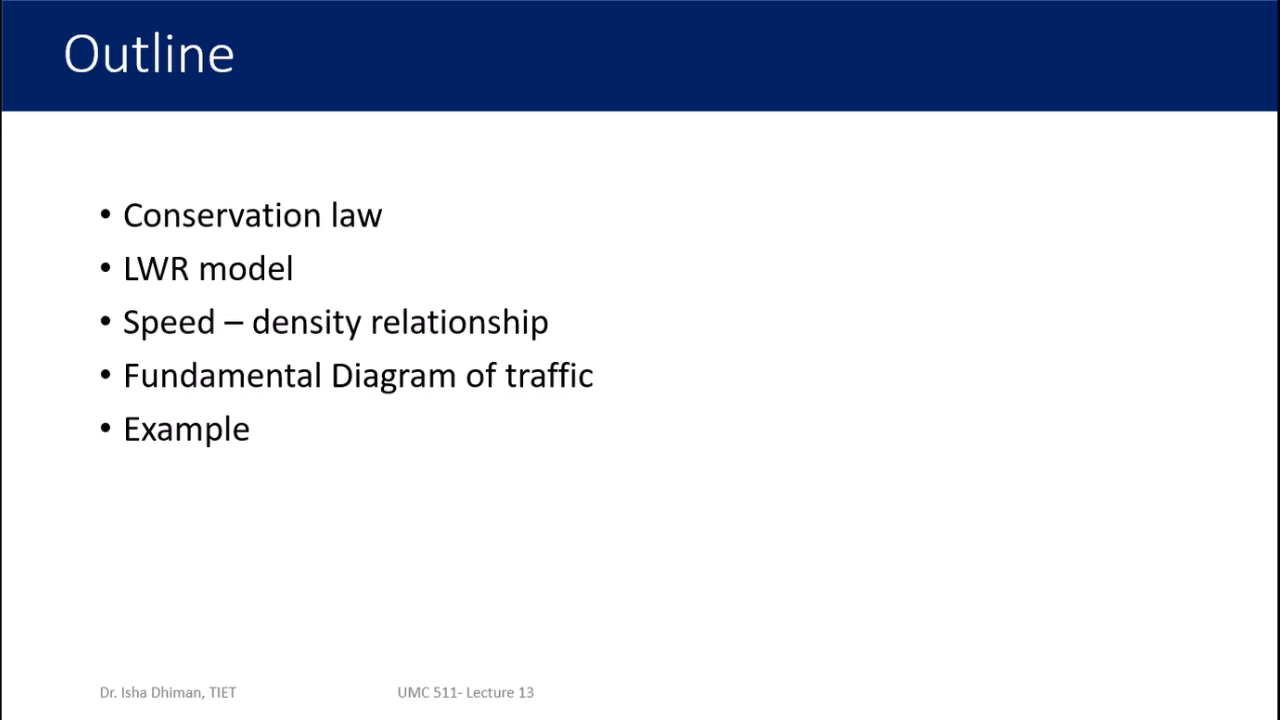 Outline
• Conservation law
• LWR model
• Speed – density relationship
• Fundamental Diagram of traffic
• Example
Dr. Isha Dhiman, TIET
UMC 511- Lecture 13